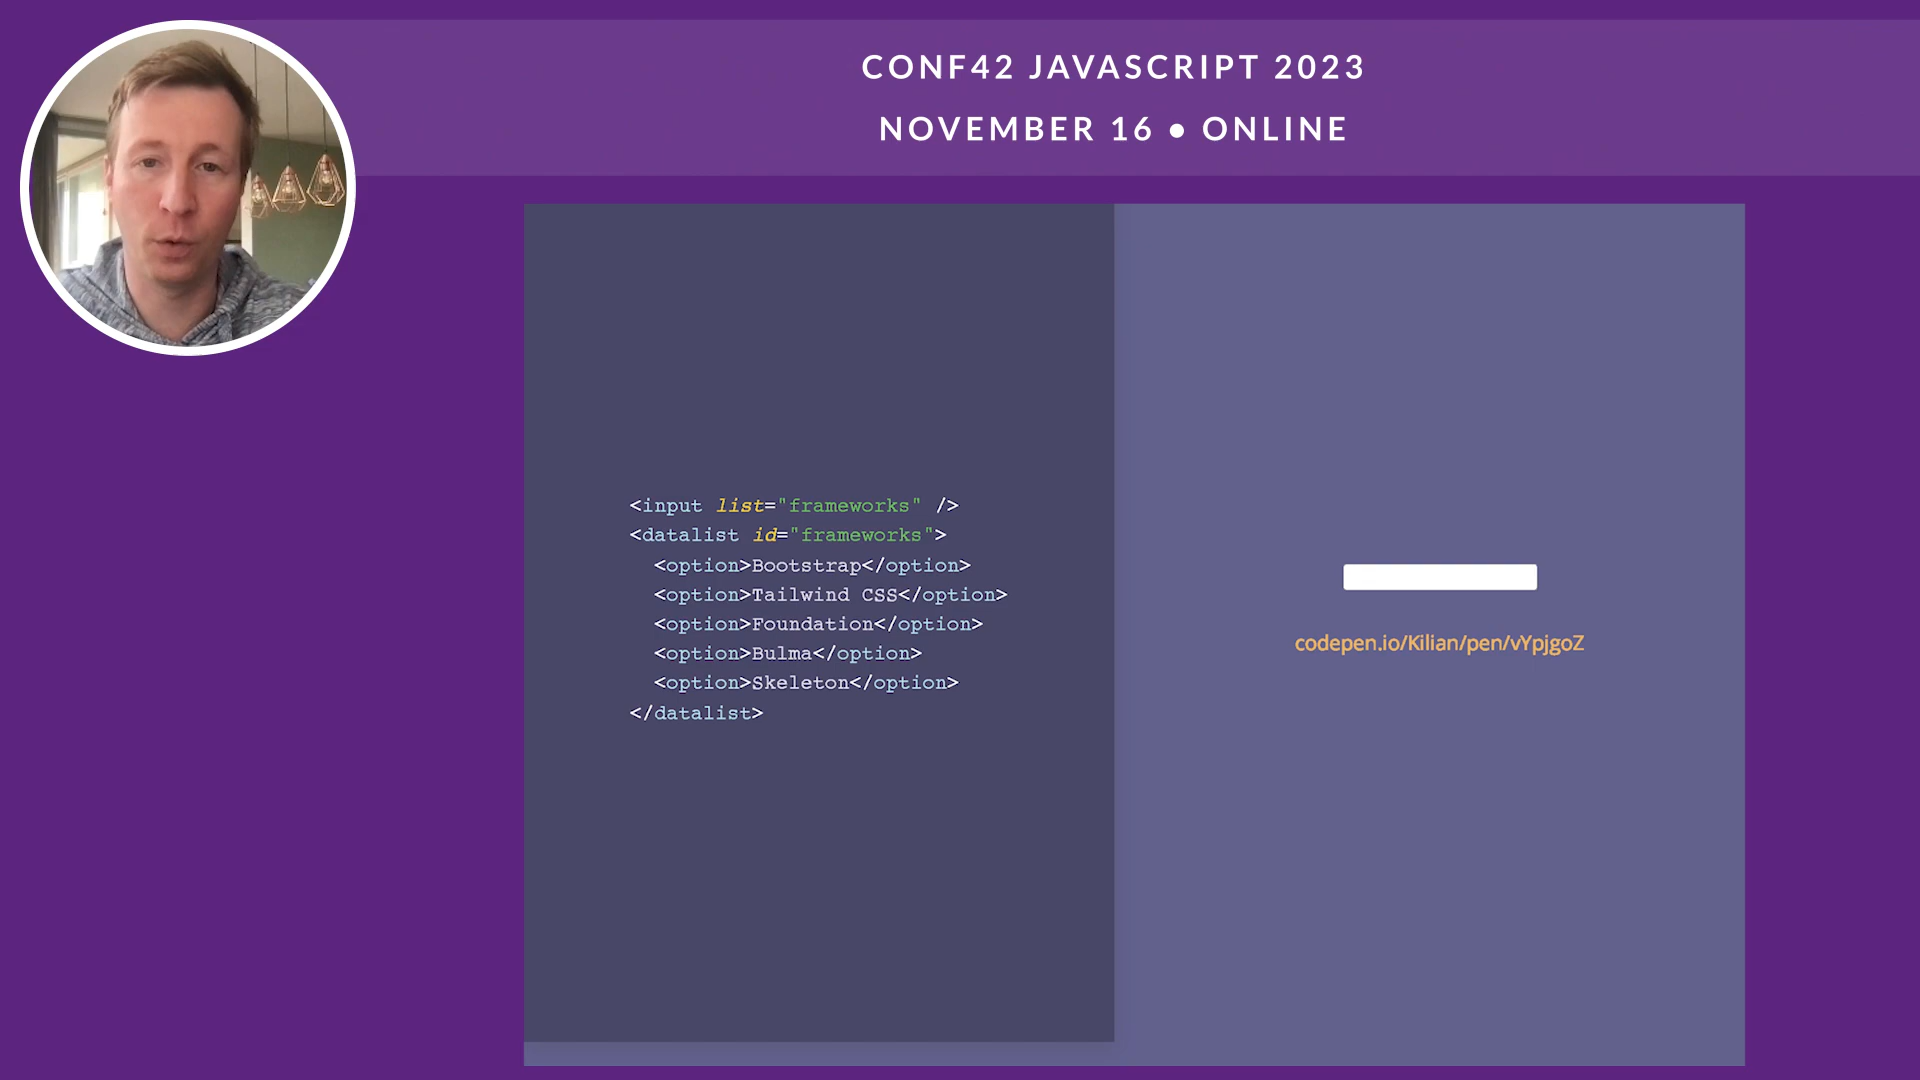 CONF42 JAVASCRIPT 2023
NOVEMBER 16 • ONLINE
<input list="frameworks" />
<datalist id="frameworks">
  <option>Bootstrap</option>
  <option>Tailwind CSS</option>
  <option>Foundation</option>
  <option>Bulma</option>
  <option>Skeleton</option>
</datalist>
codepen.io/Kilian/pen/vYpjgoZ